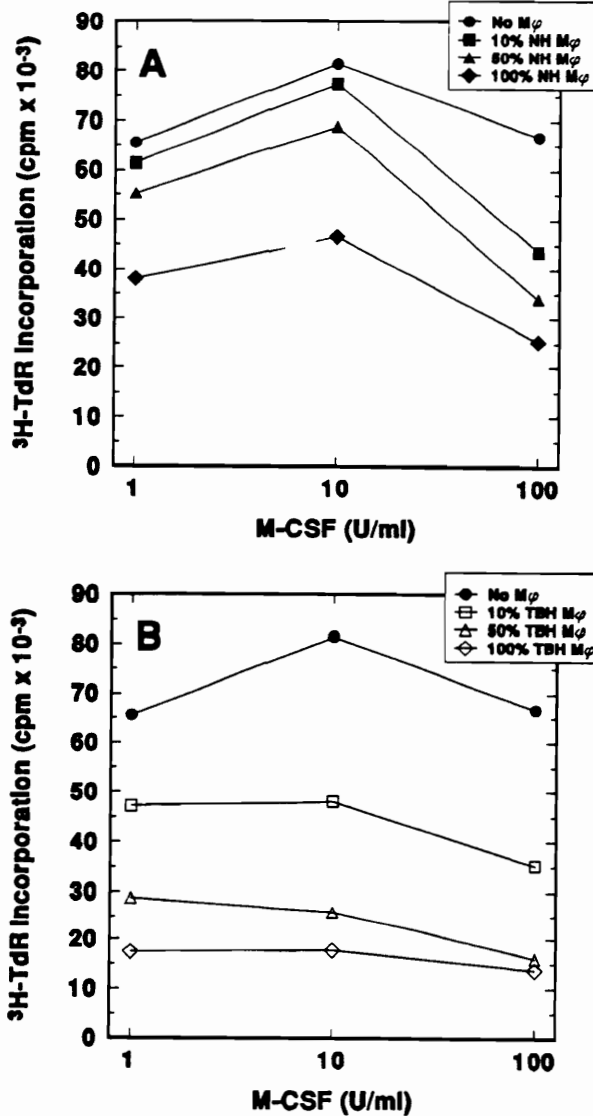 A
No Mφ
10% NH Mφ
50% NH Mφ
100% NH Mφ
³H-TdR Incorporation (cpm x 10⁻³)
90
80
70
60
50
40
30
20
10
0
1
10
100
M-CSF (U/ml)
B
No Mφ
10% TBH Mφ
50% TBH Mφ
100% TBH Mφ
³H-TdR Incorporation (cpm x 10⁻³)
90
80
70
60
50
40
30
20
10
0
1
10
100
M-CSF (U/ml)